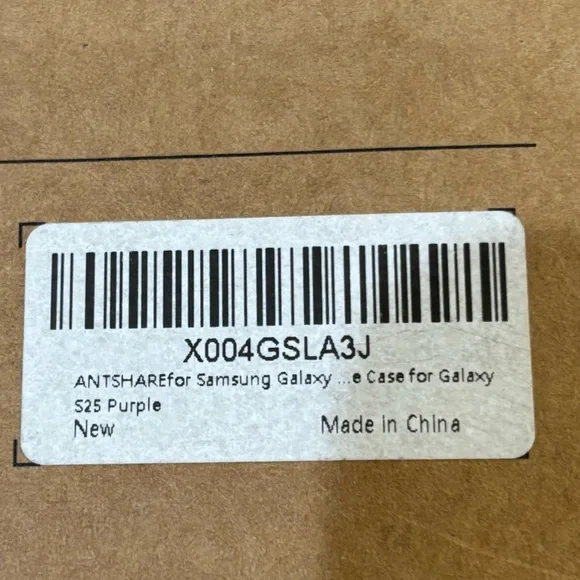 X004GSLA3J
ANTSHAREfor Samsung Galaxy ...e Case for Galaxy
S25 Purple
New Made in China